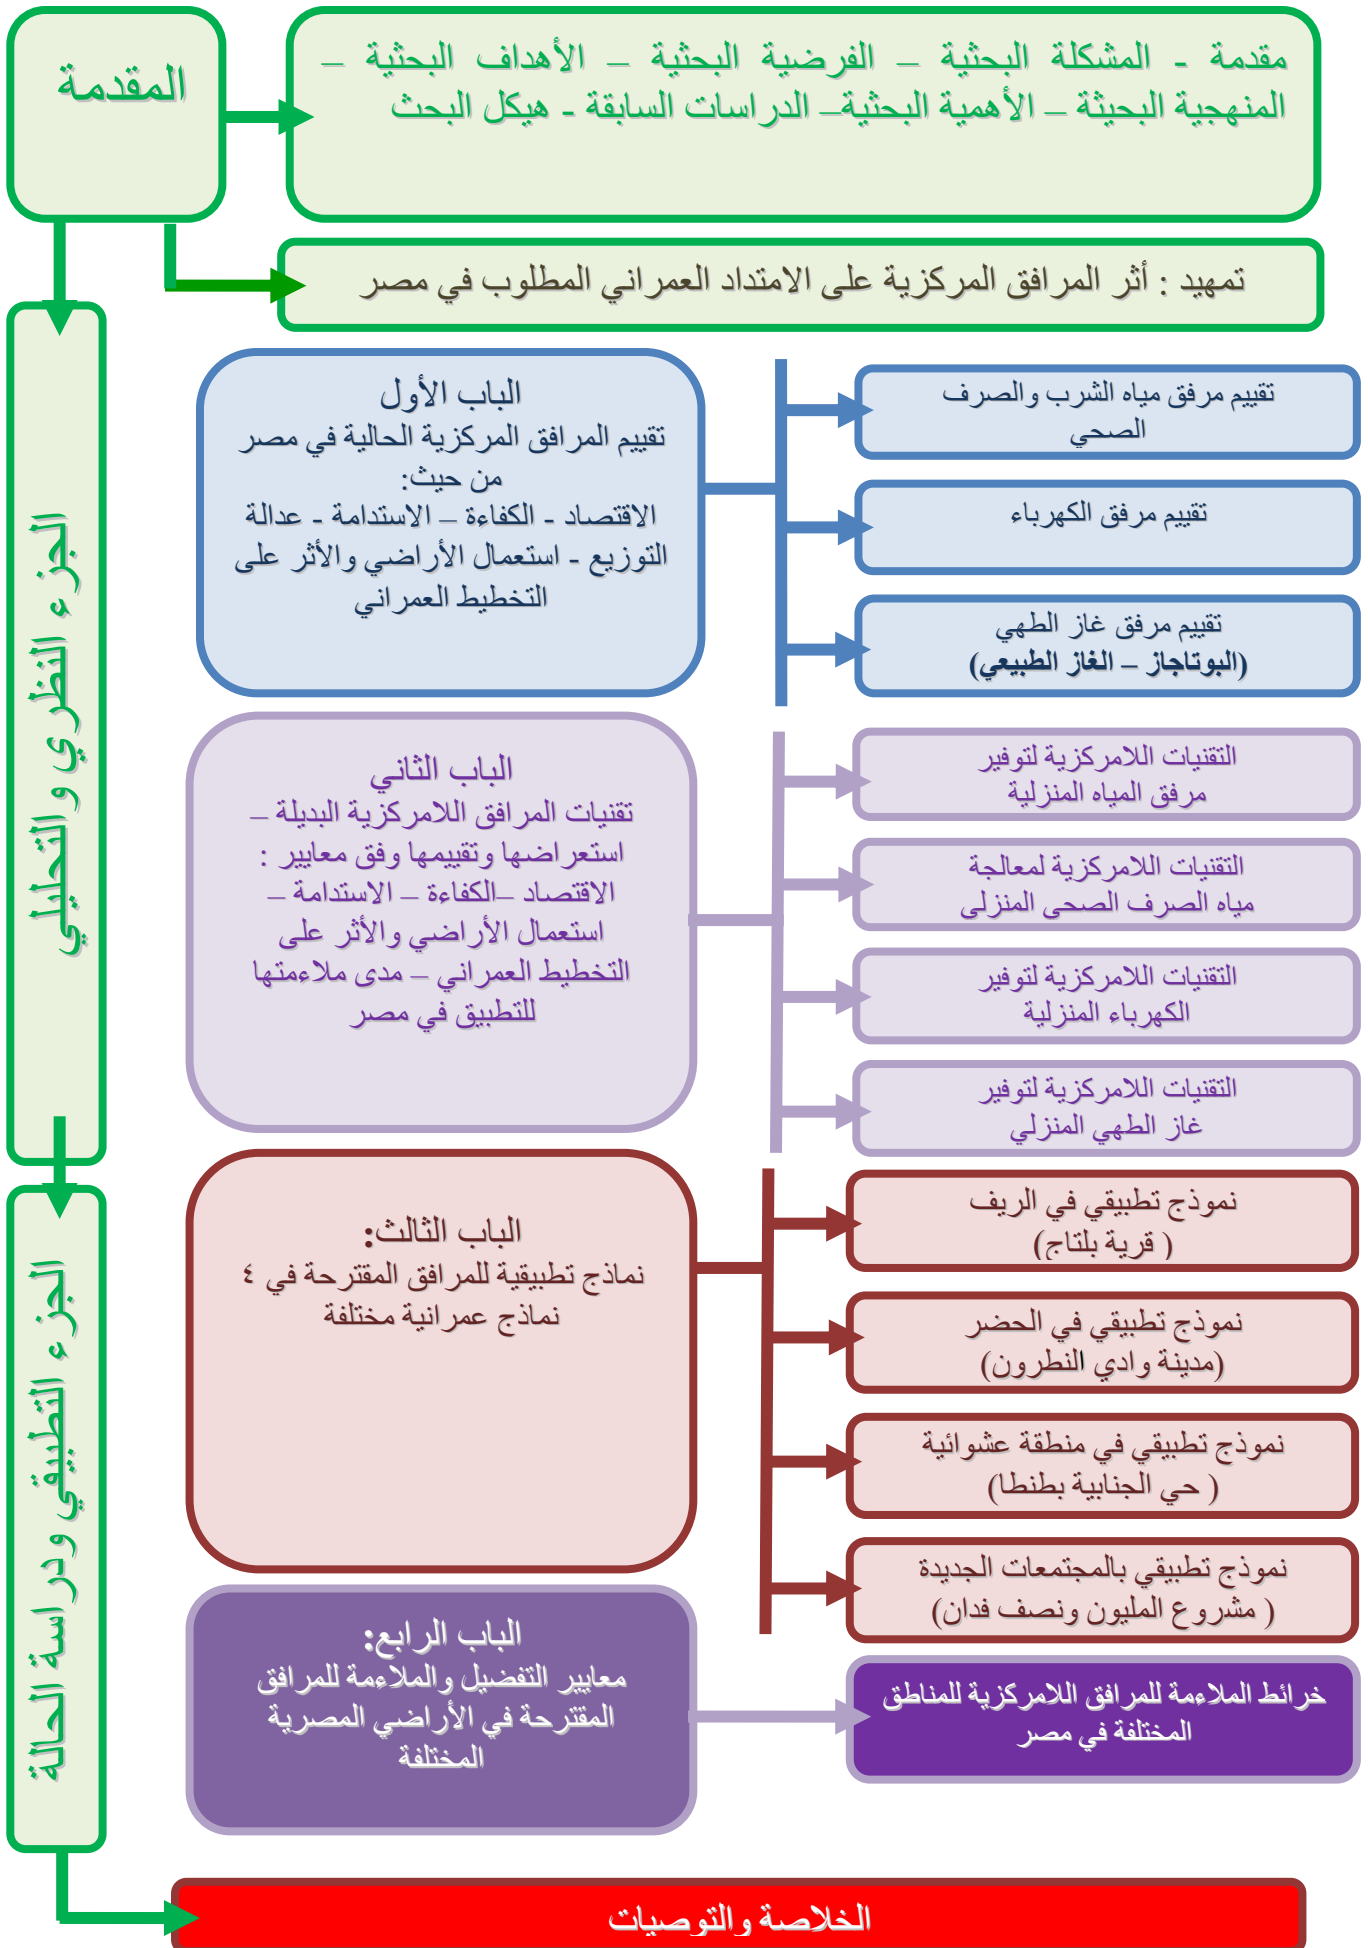 المقدمة
مقدمة - المشكلة البحثية – الفرضية البحثية – الأهداف البحثية –
المنهجية البحيثة – الأهمية البحثية– الدراسات السابقة - هيكل البحث
تمهيد : أثر المرافق المركزية على الامتداد العمراني المطلوب في مصر
الجزء النظري والتحليلي
الباب الأول
تقييم المرافق المركزية الحالية في مصر
من حيث:
الاقتصاد - الكفاءة – الاستدامة - عدالة
التوزيع - استعمال الأراضي والأثر على
التخطيط العمراني
تقييم مرفق مياه الشرب والصرف
الصحي
تقييم مرفق الكهرباء
تقييم مرفق غاز الطهي
(البوتاجاز – الغاز الطبيعي)
الباب الثاني
تقنيات المرافق اللامركزية البديلة –
استعراضها وتقييمها وفق معايير :
الاقتصاد –الكفاءة – الاستدامة –
استعمال الأراضي والأثر على
التخطيط العمراني – مدى ملاءمتها
للتطبيق في مصر
التقنيات اللامركزية لتوفير
مرفق المياه المنزلية
التقنيات اللامركزية لمعالجة
مياه الصرف الصحى المنزلى
التقنيات اللامركزية لتوفير
الكهرباء المنزلية
التقنيات اللامركزية لتوفير
غاز الطهي المنزلي
الجزء التطبيقي ودراسة الحالة
الباب الثالث:
نماذج تطبيقية للمرافق المقترحة في ٤
نماذج عمرانية مختلفة
نموذج تطبيقي في الريف
( قرية بلتاج)
نموذج تطبيقي في الحضر
(مدينة وادي النطرون)
نموذج تطبيقي في منطقة عشوائية
( حي الجنابية بطنطا)
نموذج تطبيقي بالمجتمعات الجديدة
( مشروع المليون ونصف فدان)
الباب الرابع:
معايير التفضيل والملاءمة للمرافق
المقترحة في الأراضي المصرية
المختلفة
خرائط الملاءمة للمرافق اللامركزية للمناطق
المختلفة في مصر
الخلاصة والتوصيات